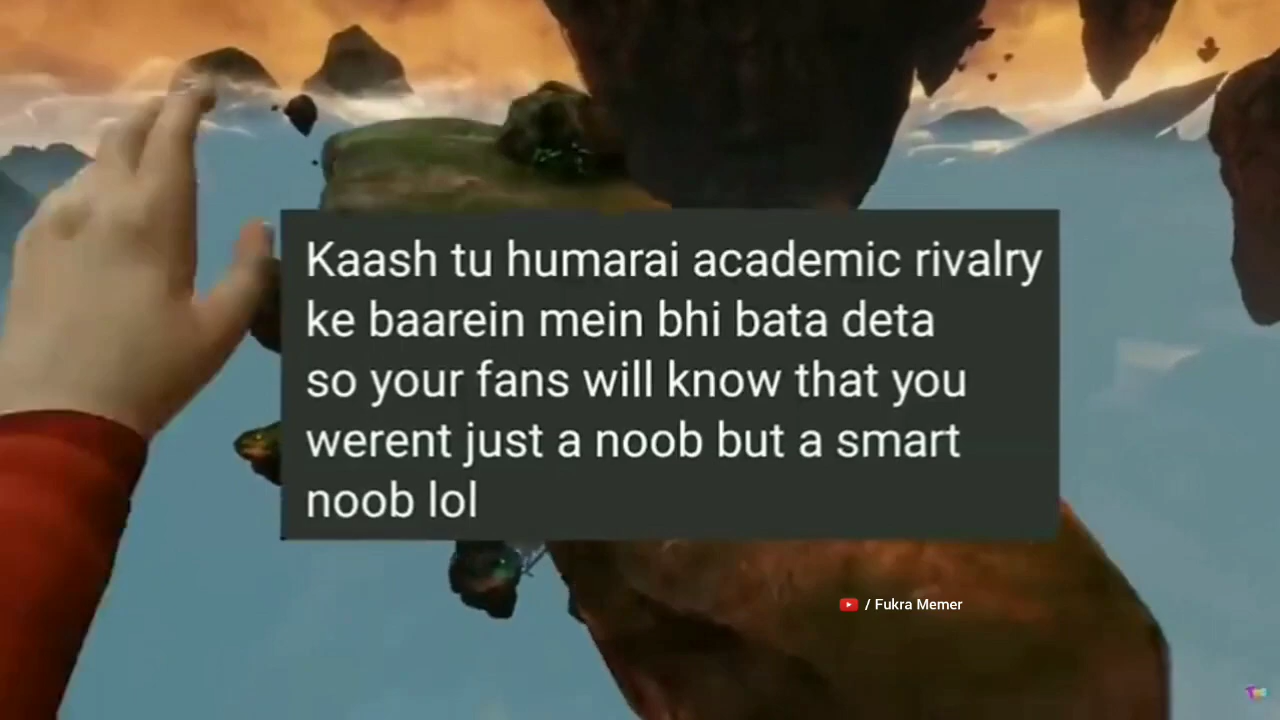 Kaash tu humarai academic rivalry
ke baarein mein bhi bata deta
so your fans will know that you
werent just a noob but a smart
noob lol
/ Fukra Memer